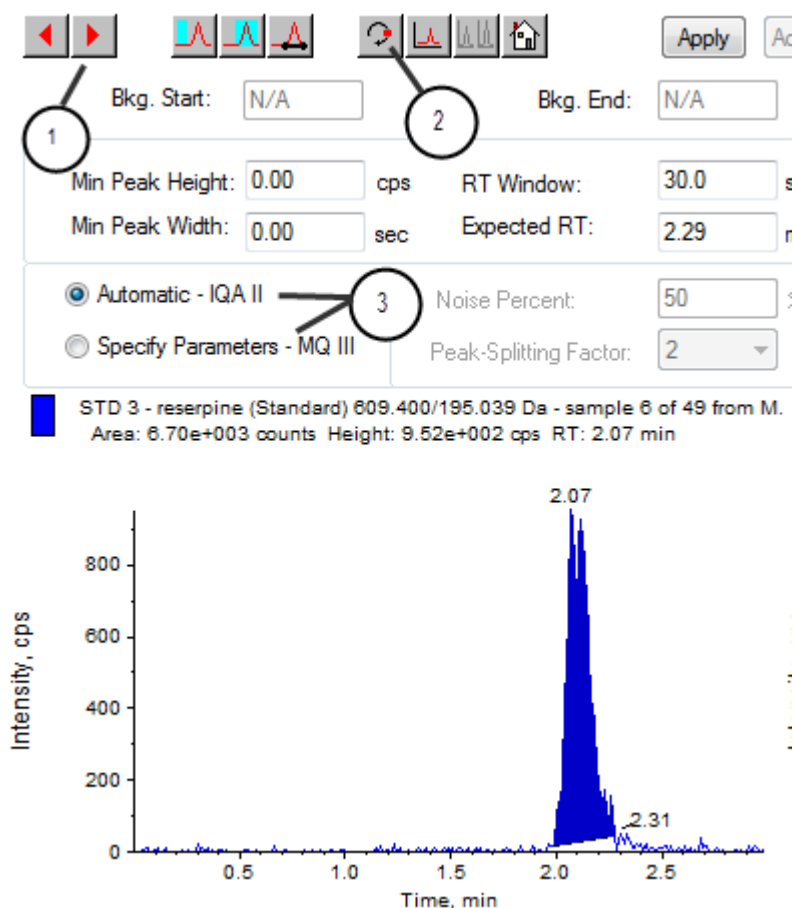 Apply
Bkg. Start: N/A Bkg. End: N/A
1
2
Min Peak Height: 0.00 cps RT Window: 30.0
Min Peak Width: 0.00 sec Expected RT: 2.29
Automatic - IQA II 3 Noise Percent: 50
Specify Parameters - MQ III Peak-Splitting Factor: 2
STD 3 - reserpine (Standard) 609.400/195.039 Da - sample 6 of 49 from M.
Area: 6.70e+003 counts Height: 9.52e+002 cps RT: 2.07 min
2.07
800
600
400
200
0
2.31
Intensity, cps
0.5 1.0 1.5 2.0 2.5
Time, min